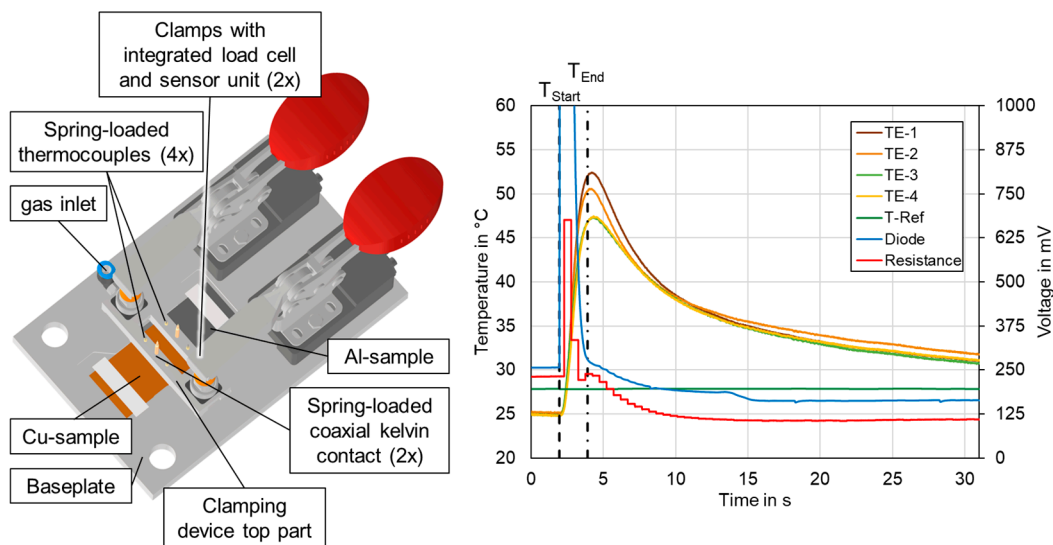 Clamps with
integrated load cell
and sensor unit (2x)
Spring-loaded
thermocouples (4x)
gas inlet
Al-sample
Cu-sample
Spring-loaded
coaxial kelvin
contact (2x)
Baseplate
Clamping
device top part
T_End
T_Start
60
55
50
45
40
35
30
25
20
Temperature in °C
0
5
10
15
20
25
30
Time in s
1000
875
750
625
500
375
250
125
0
Voltage in mV
TE-1
TE-2
TE-3
TE-4
T-Ref
Diode
Resistance